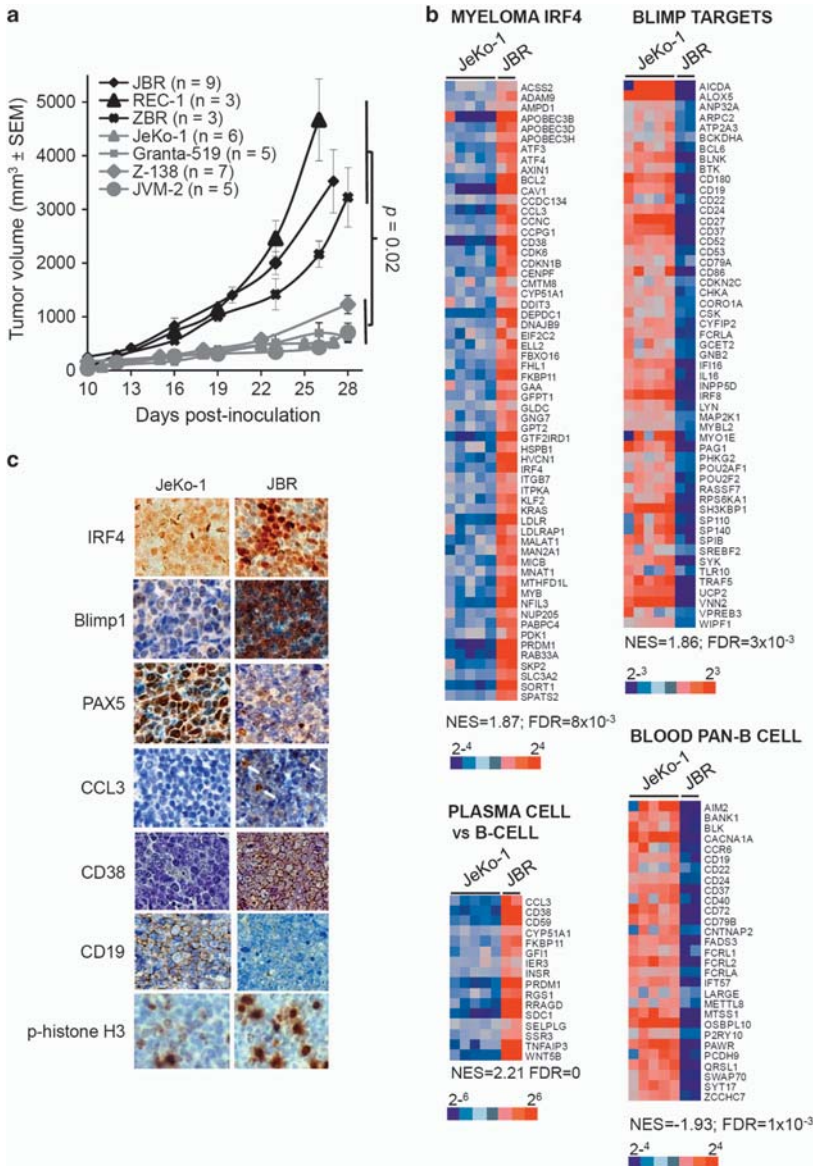 a
JBR (n = 9)
REC-1 (n = 3)
ZBR (n = 3)
JeKo-1 (n = 6)
Granta-519 (n = 5)
Z-138 (n = 7)
JVM-2 (n = 5)
Tumor volume (mm³ ± SEM)
5000
4000
3000
2000
1000
0
10 13 16 19 20 23 26 28
Days post-inoculation
p = 0.02
b
MYELOMA IRF4
JeKo-1
JBR
ACSS2
ADAM9
AMPD1
APOBEC3B
APOBEC3D
APOBEC3H
ATF3
ATF4
AXIN1
BCL2
CAV1
CCDC134
CCL3
CCNC
CCPG1
CD38
CDK6
CDKN1B
CENPF
CMTM8
CYP51A1
DDIT3
DEPDC1
DNAJB9
EIF2C2
ELL2
FBXO16
FHL1
FKBP11
GAA
GFPT1
GLDC
GNG7
GPT2
GTF2IRD1
HSPB1
HVCN1
IRF4
ITGB7
ITPKA
KLF2
KRAS
LDLR
LDLRAP1
MALAT1
MAN2A1
MICB
MNAT1
MTHFD1L
MYB
NFIL3
NUP205
PABPC4
PDK1
PRDM1
RAB33A
SKP2
SLC3A2
SORT1
SPATS2
NES=1.87; FDR=8x10⁻³
2⁻⁴ 2⁴
BLIMP TARGETS
JeKo-1
JBR
AICDA
ALOX5
ANP32A
ARPC2
ATP2A3
BCKDHA
BCL6
BLNK
BTK
CD180
CD19
CD22
CD24
CD27
CD37
CD52
CD53
CD79A
CD86
CDKN2C
CHKA
CORO1A
CSK
CYFIP2
FCRLA
GCET2
GNB2
IFI16
IL16
INPP5D
IRF8
LYN
MAP2K1
MYBL2
MYO1E
PAG1
PHKG2
POU2AF1
POU2F2
RASSF7
RPS6KA1
SH3KBP1
SP110
SP140
SPIB
SREBF2
SYK
TLR10
TRAF5
UCP2
VNN2
VPREB3
WIPF1
NES=1.86; FDR=3x10⁻³
2⁻³ 2³
PLASMA CELL
vs B-CELL
JeKo-1
JBR
CCL3
CD38
CD59
CYP51A1
FKBP11
GFI1
IER3
INSR
PRDM1
RGS1
RRAGD
SDC1
SELPLG
SSR3
TNFAIP3
WNT5B
NES=2.21 FDR=0
2⁻⁶ 2⁶
BLOOD PAN-B CELL
JeKo-1
JBR
AIM2
BANK1
BLK
CACNA1A
CCR6
CD19
CD22
CD24
CD37
CD40
CD72
CD79B
CNTNAP2
FADS3
FCRL1
FCRL2
FCRLA
IFT57
LARGE
METTL8
MTSS1
OSBPL10
P2RY10
PAWR
PCDH9
QRSL1
SWAP70
SYT17
ZCCHC7
NES=-1.93; FDR=1x10⁻³
2⁻⁴ 2⁴
c
JeKo-1 JBR
IRF4
Blimp1
PAX5
CCL3
CD38
CD19
p-histone H3